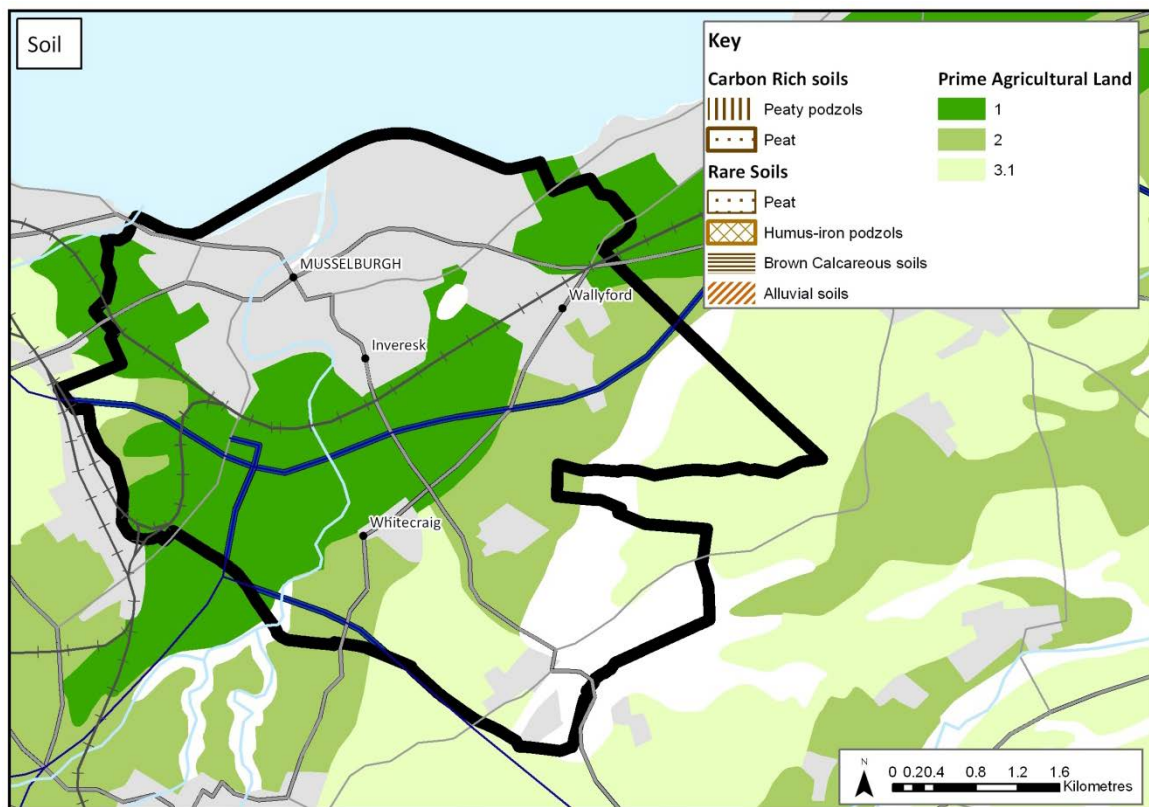 Soil
Key
Carbon Rich soils
Peaty podzols
Peat
Rare Soils
Peat
Humus-iron podzols
Brown Calcareous soils
Alluvial soils
Prime Agricultural Land
1
2
3.1
MUSSELBURGH
Wallyford
Inveresk
Whitecraig
N
0 0.20.4 0.8 1.2 1.6
Kilometres